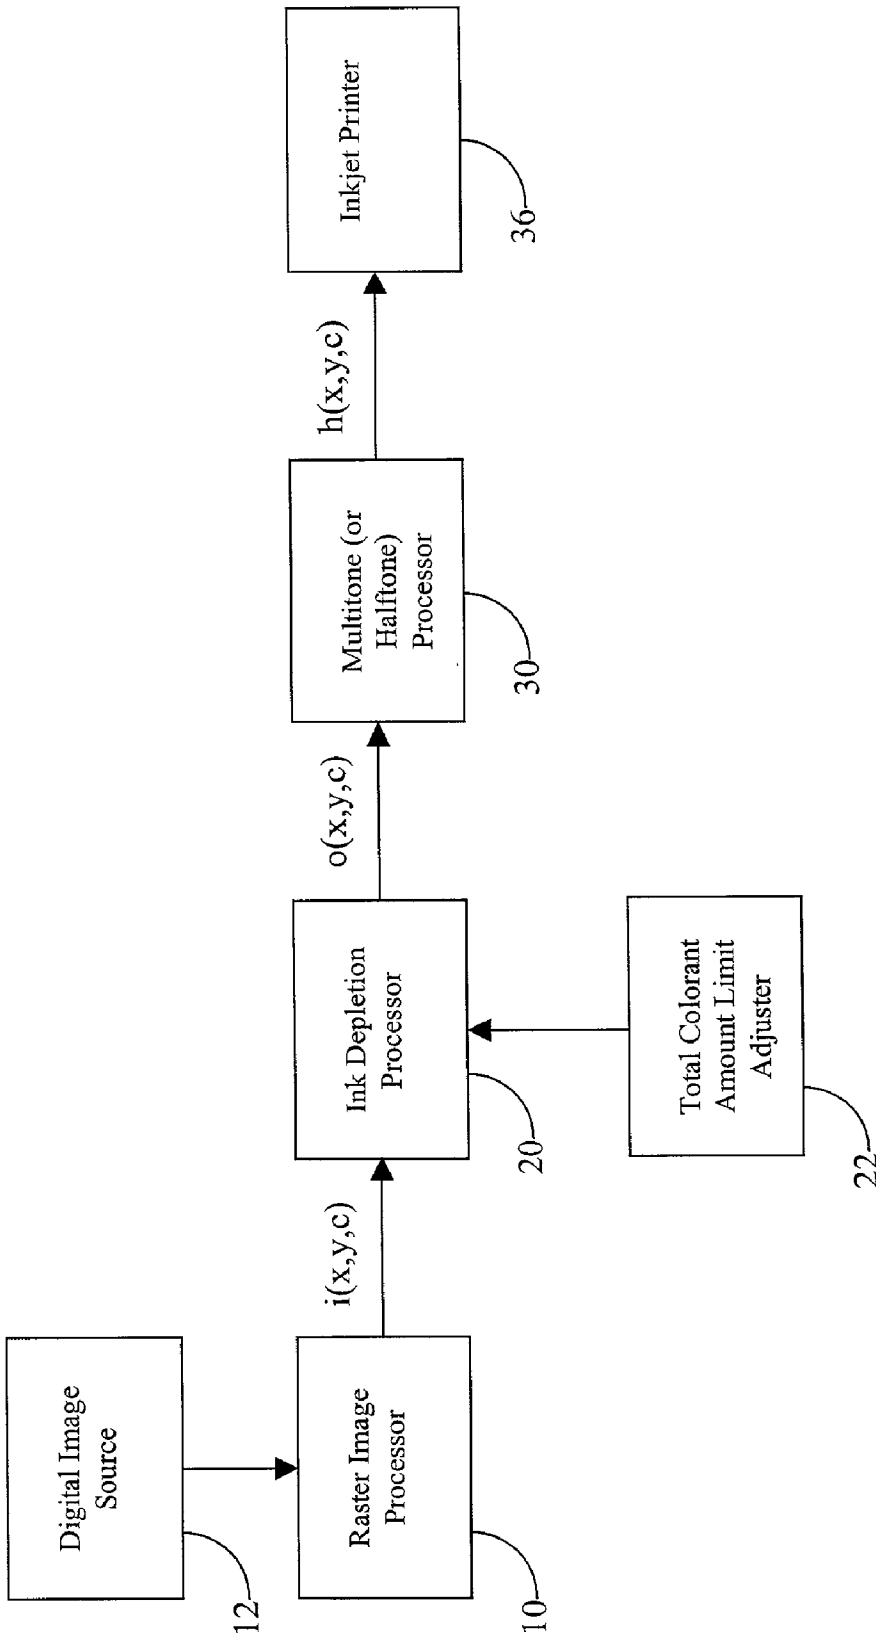 Digital Image
Source
12
Raster Image
Processor
10
i(x,y,c)
Ink Depletion
Processor
20
Total Colorant
Amount Limit
Adjuster
22
o(x,y,c)
Multitone (or
Halftone)
Processor
30
h(x,y,c)
Inkjet Printer
36